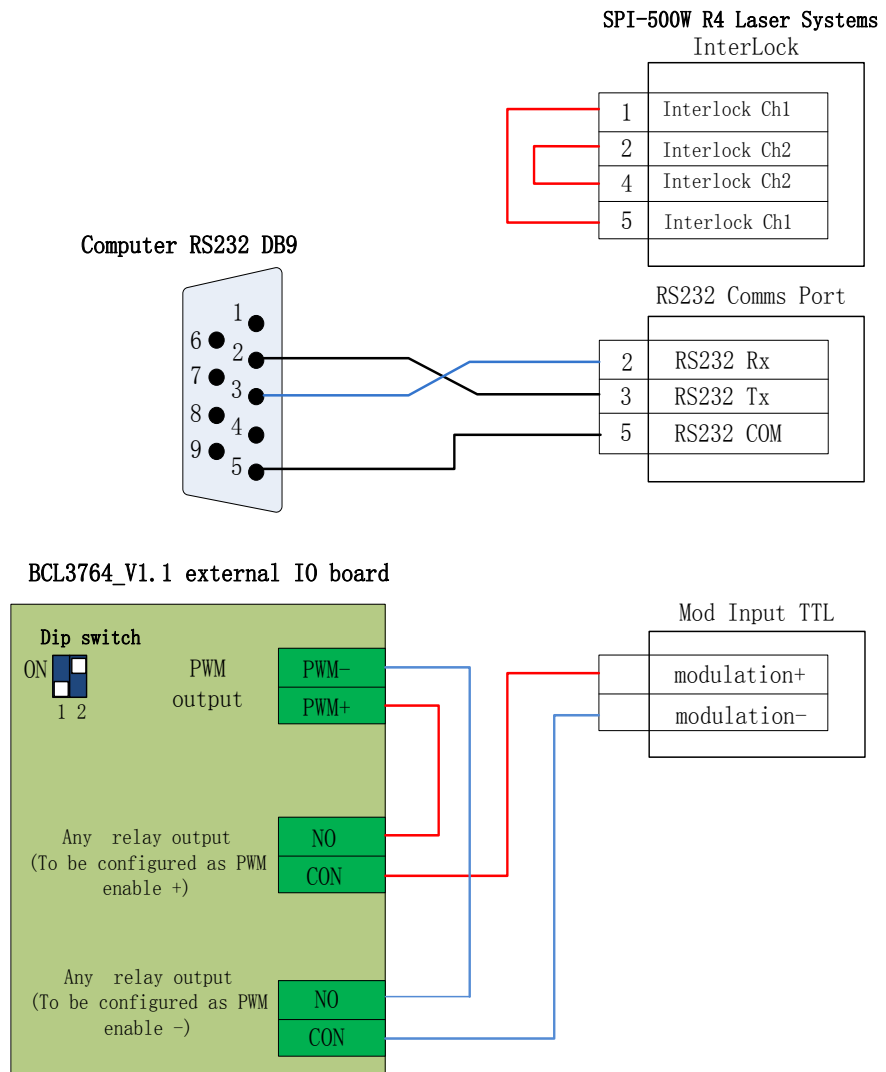 SPI-500W R4 Laser Systems
InterLock
1 Interlock Ch1
2 Interlock Ch2
4 Interlock Ch2
5 Interlock Ch1
Computer RS232 DB9
1
6
2
7
3
8
4
9
5
RS232 Comms Port
2 RS232 Rx
3 RS232 Tx
5 RS232 COM
BCL3764_V1.1 external IO board
Dip switch
ON
1 2
PWM
output
PWM-
PWM+
Any relay output
(To be configured as PWM
enable +)
NO
CON
Any relay output
(To be configured as PWM
enable -)
NO
CON
Mod Input TTL
modulation+
modulation-